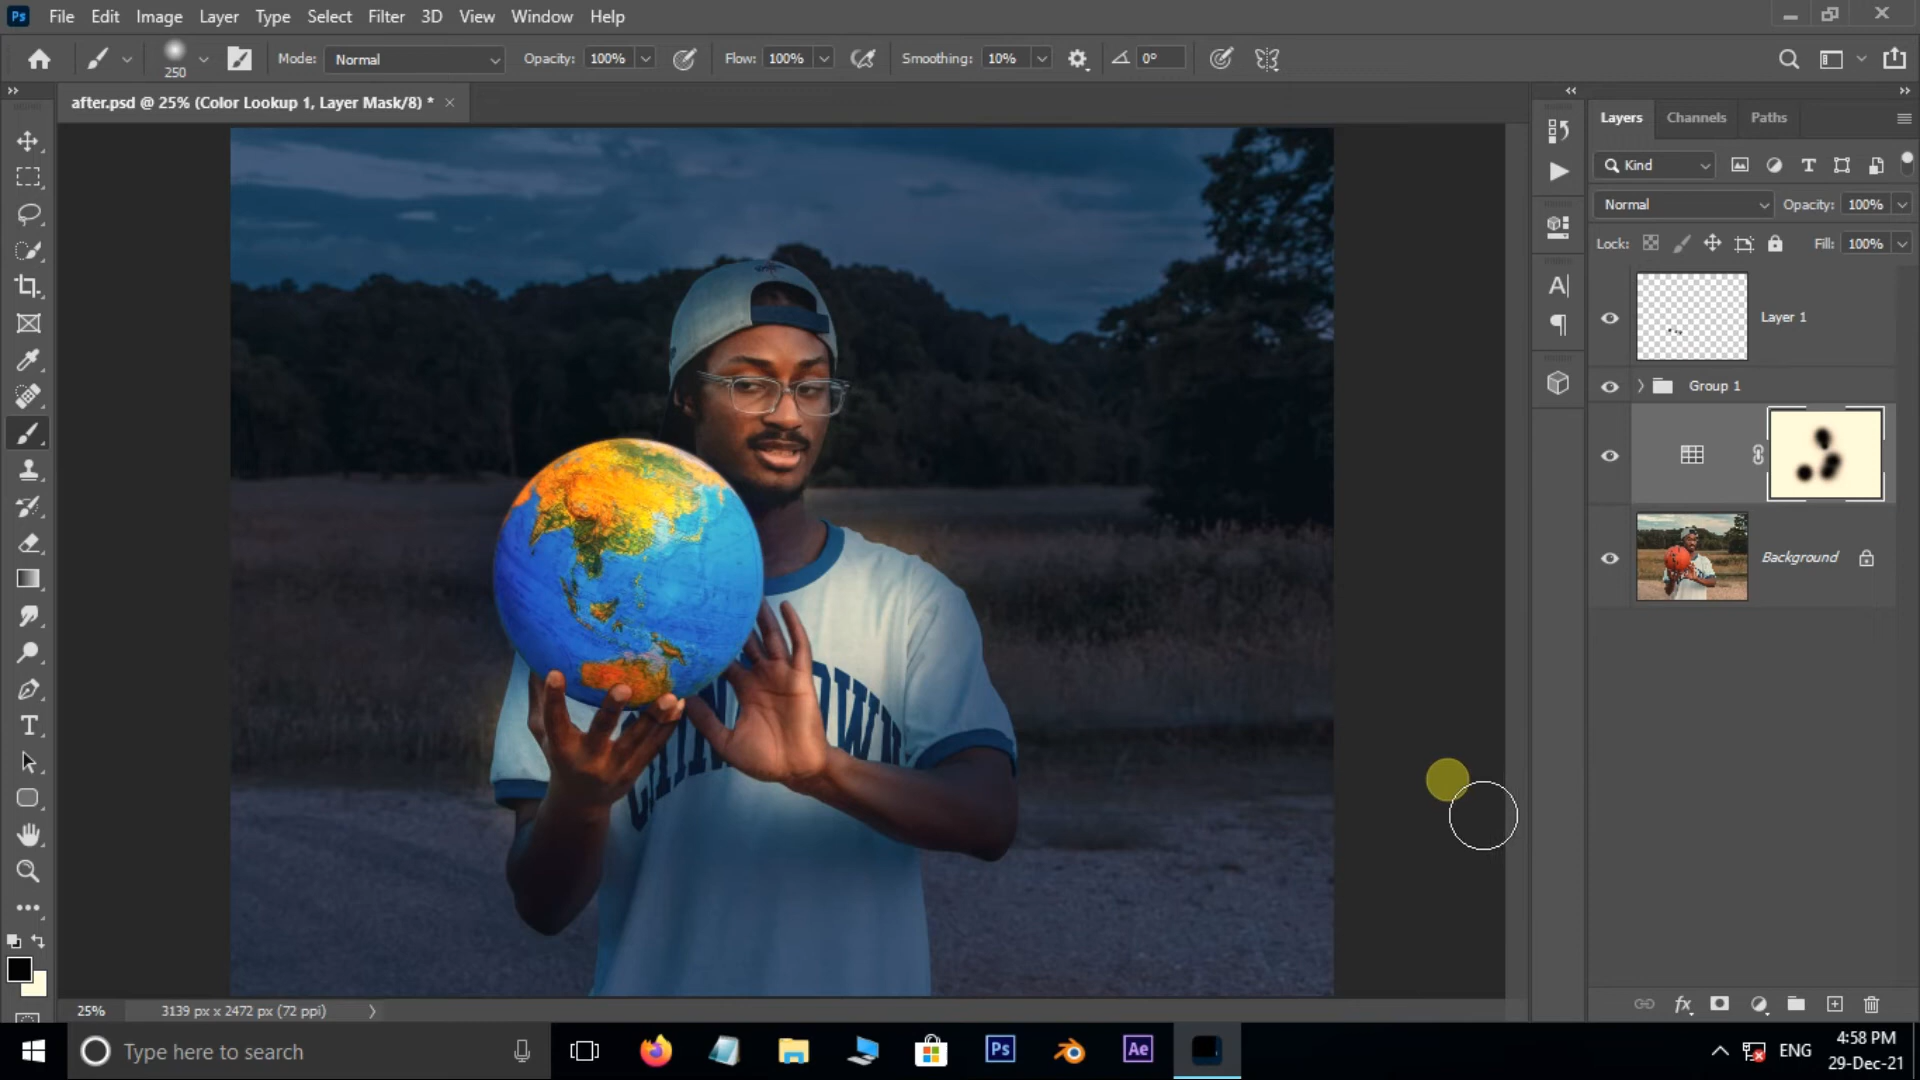 Ps File Edit Image Layer Type Select Filter 3D View Window Help
250 Mode: Normal Opacity: 100% Flow: 100% Smoothing: 10% 0°
after.psd @ 25% (Color Lookup 1, Layer Mask/8) * ×
Layers Channels Paths
Kind
Normal Opacity: 100%
Lock: Fill: 100%
Layer 1
Group 1
Background
25% 3139 px x 2472 px (72 ppi)
Type here to search Ps Ae ENG
4:58 PM
29-Dec-21